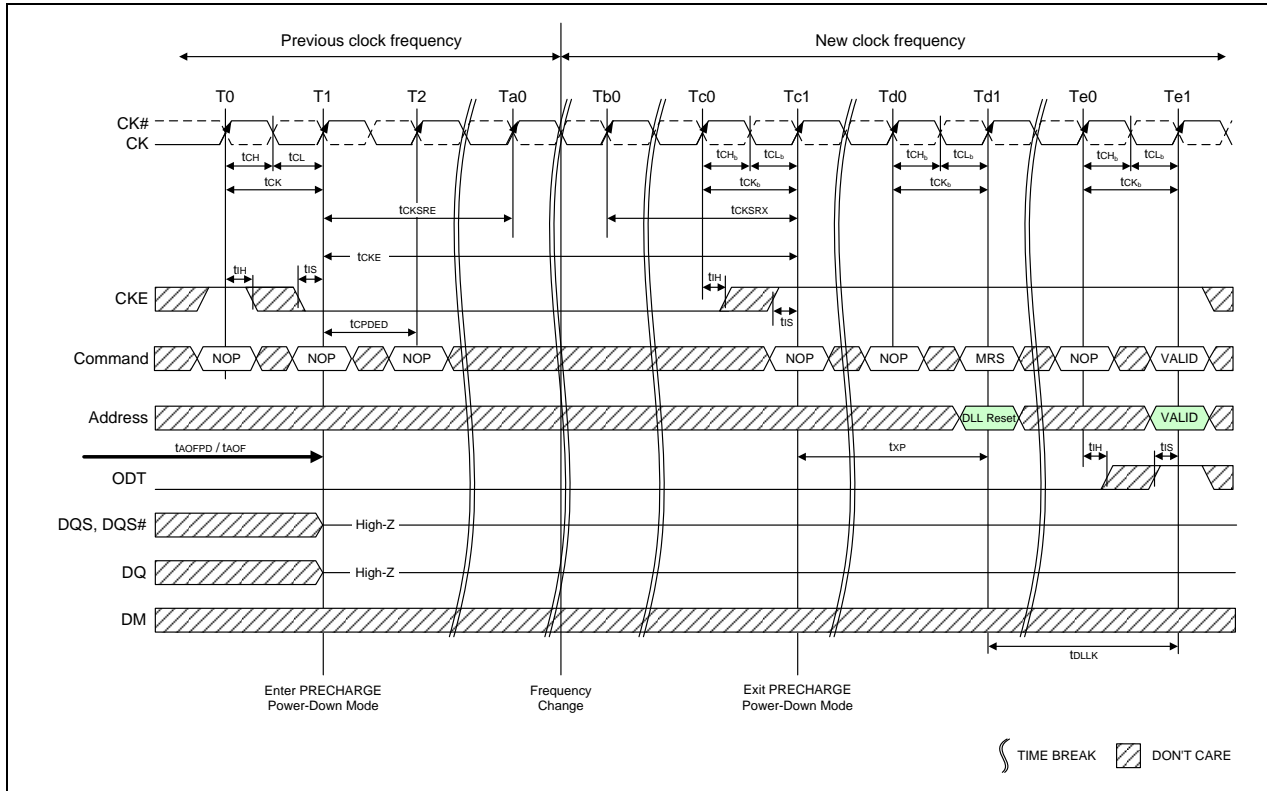 Previous clock frequency New clock frequency
T0 T1 T2 Ta0 Tb0 Tc0 Tc1 Td0 Td1 Te0 Te1
CK#
CK
tCH tCL tCHb tCLb tCHb tCLb tCHb tCLb
tCK tCKb tCKb tCKb
tCKSRE tCKSRX
tCKE
tIH tIS tIH
CKE
tIS
tCPDED
Command NOP NOP NOP NOP NOP MRS NOP VALID
Address DLL Reset VALID
tAOFPD / tAOF tXP tIH tIS
ODT
DQS, DQS# High-Z
DQ High-Z
DM
tDLLK
Enter PRECHARGE
Power-Down Mode
Frequency
Change
Exit PRECHARGE
Power-Down Mode
TIME BREAK DON'T CARE